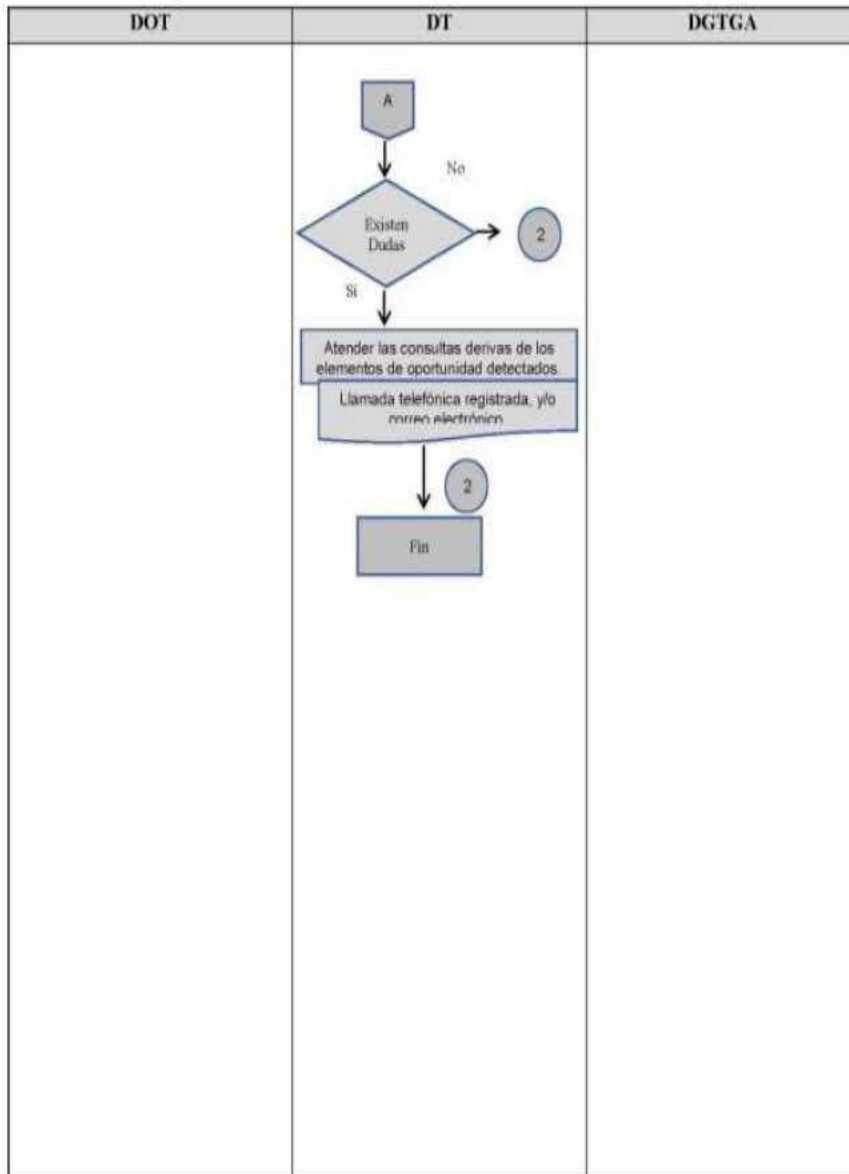 DOT DT DGTGA
A
No
Existen
Dudas
2
Si
Atender las consultas derivas de los
elementos de oportunidad detectados.
Llamada telefónica registrada, y/o
correo electrónico
2
Fin